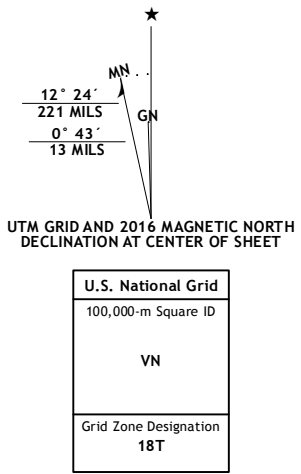 ★
MN
GN
12° 24´
221 MILS
0° 43´
13 MILS
UTM GRID AND 2016 MAGNETIC NORTH
DECLINATION AT CENTER OF SHEET
U.S. National Grid
100,000-m Square ID
VN
Grid Zone Designation
18T